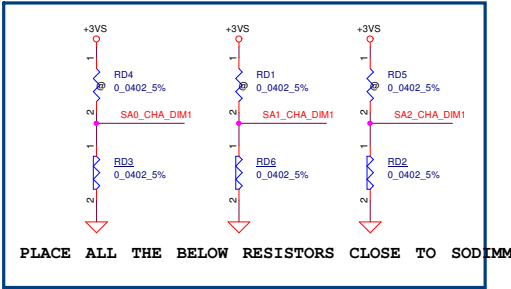 +3VS +3VS +3VS
1 1 1
RD4 RD1 RD5
@ @ @
0_0402_5% 0_0402_5% 0_0402_5%
2 2 2
SA0_CHA_DIM1 SA1_CHA_DIM1 SA2_CHA_DIM1
1 1 1
RD3 RD6 RD2
0_0402_5% 0_0402_5% 0_0402_5%
2 2 2
PLACE ALL THE BELOW RESISTORS CLOSE TO SODIMM